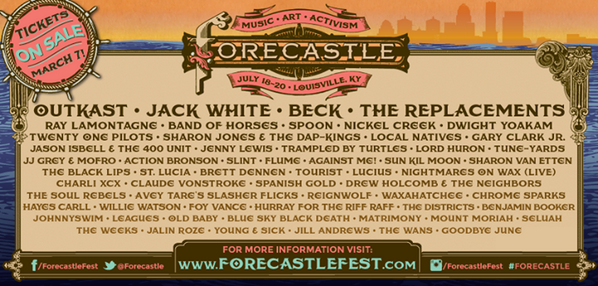 TICKETS
ON SALE
MARCH 7!
MUSIC • ART • ACTIVISM
FORECASTLE
JULY 18-20 • LOUISVILLE, KY
OUTKAST • JACK WHITE • BECK • THE REPLACEMENTS
RAY LAMONTAGNE • BAND OF HORSES • SPOON • NICKEL CREEK • DWIGHT YOAKAM
TWENTY ONE PILOTS • SHARON JONES & THE DAP-KINGS • LOCAL NATIVES • GARY CLARK JR.
JASON ISBELL & THE 400 UNIT • JENNY LEWIS • TRAMPLED BY TURTLES • LORD HURON • TUNE-YARDS
JJ GREY & MOFRO • ACTION BRONSON • SLINT • FLUME • AGAINST ME! • SUN KIL MOON • SHARON VAN ETTEN
THE BLACK LIPS • ST. LUCIA • BRETT DENNEN • TOURIST • LUCIUS • NIGHTMARES ON WAX (LIVE)
CHARLI XCX • CLAUDE VONSTROKE • SPANISH GOLD • DREW HOLCOMB & THE NEIGHBORS
THE SOUL REBELS • AVEY TARE'S SLASHER FLICKS • REIGNWOLF • WAXAHATCHEE • CHROME SPARKS
HAYES CARLL • WILLIE WATSON • FOY VANCE • HURRAY FOR THE RIFF RAFF • THE DISTRICTS • BENJAMIN BOOKER
JOHNNYSWIM • LEAGUES • OLD BABY • BLUE SKY BLACK DEATH • MATRIMONY • MOUNT MORIAH • SELUAH
THE WEEKS • JALIN ROZE • YOUNG & SICK • JILL ANDREWS • THE WANS • GOODBYE JUNE
FOR MORE INFORMATION VISIT:
/ForecastleFest @Forecastle WWW.FORECASTLEFEST.COM /ForecastleFest #FORECASTLE